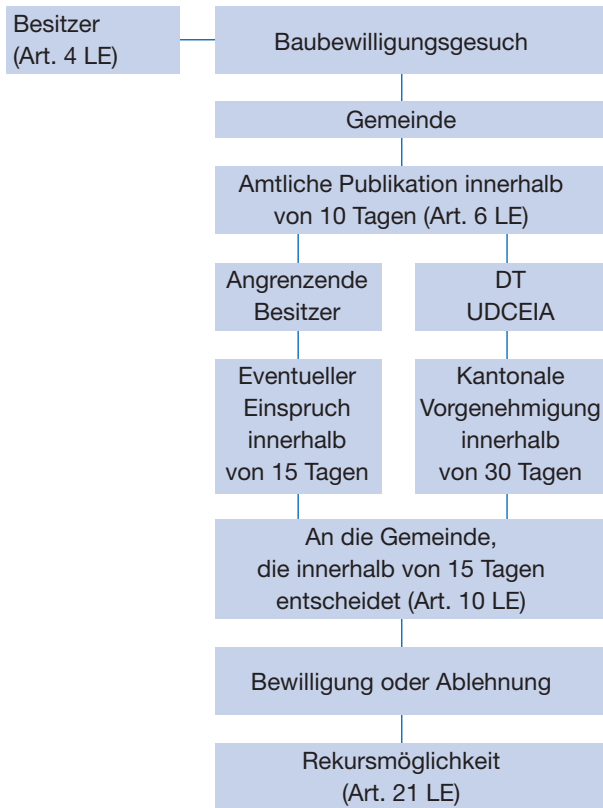 Besitzer
(Art. 4 LE)
Baubewilligungsgesuch
Gemeinde
Amtliche Publikation innerhalb
von 10 Tagen (Art. 6 LE)
Angrenzende
Besitzer
DT
UDCEIA
Eventueller
Einspruch
innerhalb
von 15 Tagen
Kantonale
Vorgenehmigung
innerhalb
von 30 Tagen
An die Gemeinde,
die innerhalb von 15 Tagen
entscheidet (Art. 10 LE)
Bewilligung oder Ablehnung
Rekursmöglichkeit
(Art. 21 LE)